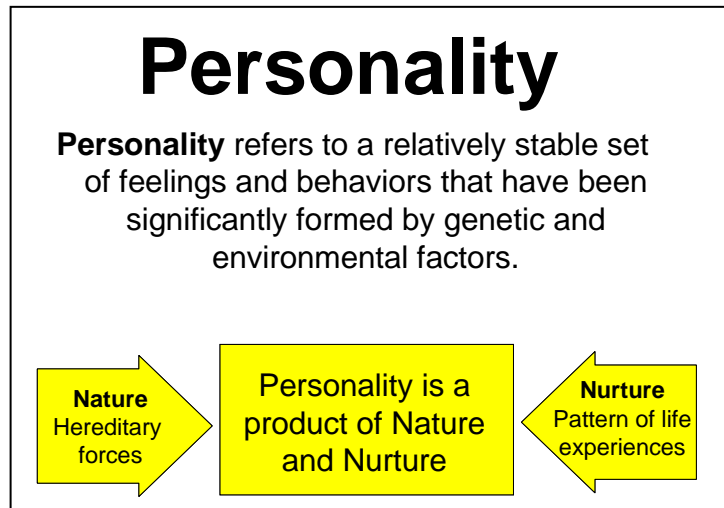 Personality
Personality refers to a relatively stable set
of feelings and behaviors that have been
significantly formed by genetic and
environmental factors.
Nature
Hereditary
forces
Personality is a
product of Nature
and Nurture
Nurture
Pattern of life
experiences